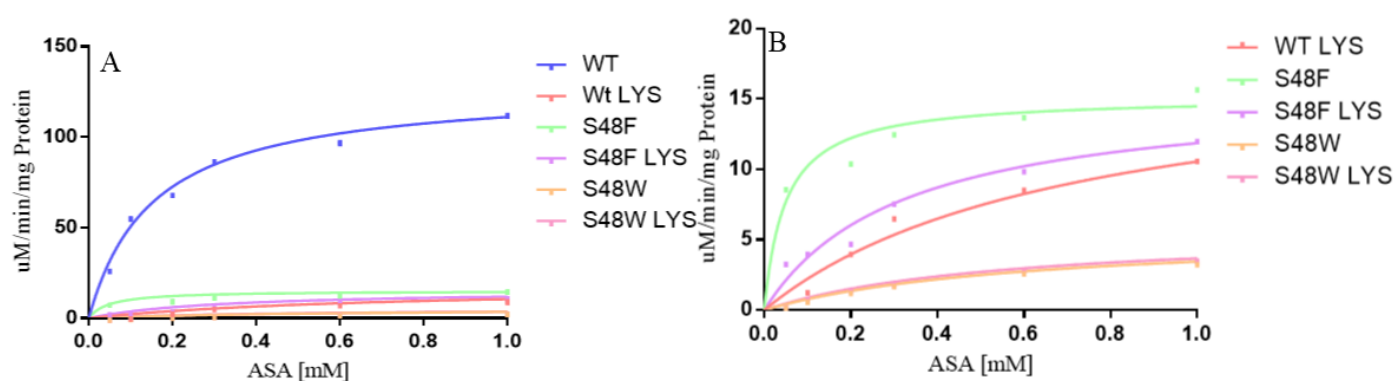 A
150
100
50
0
0.0 0.2 0.4 0.6 0.8 1.0
uM/min/mg Protein
ASA [mM]
WT
Wt LYS
S48F
S48F LYS
S48W
S48W LYS
B
20
15
10
5
0
0.0 0.2 0.4 0.6 0.8 1.0
uM/min/mg Protein
ASA [mM]
WT LYS
S48F
S48F LYS
S48W
S48W LYS